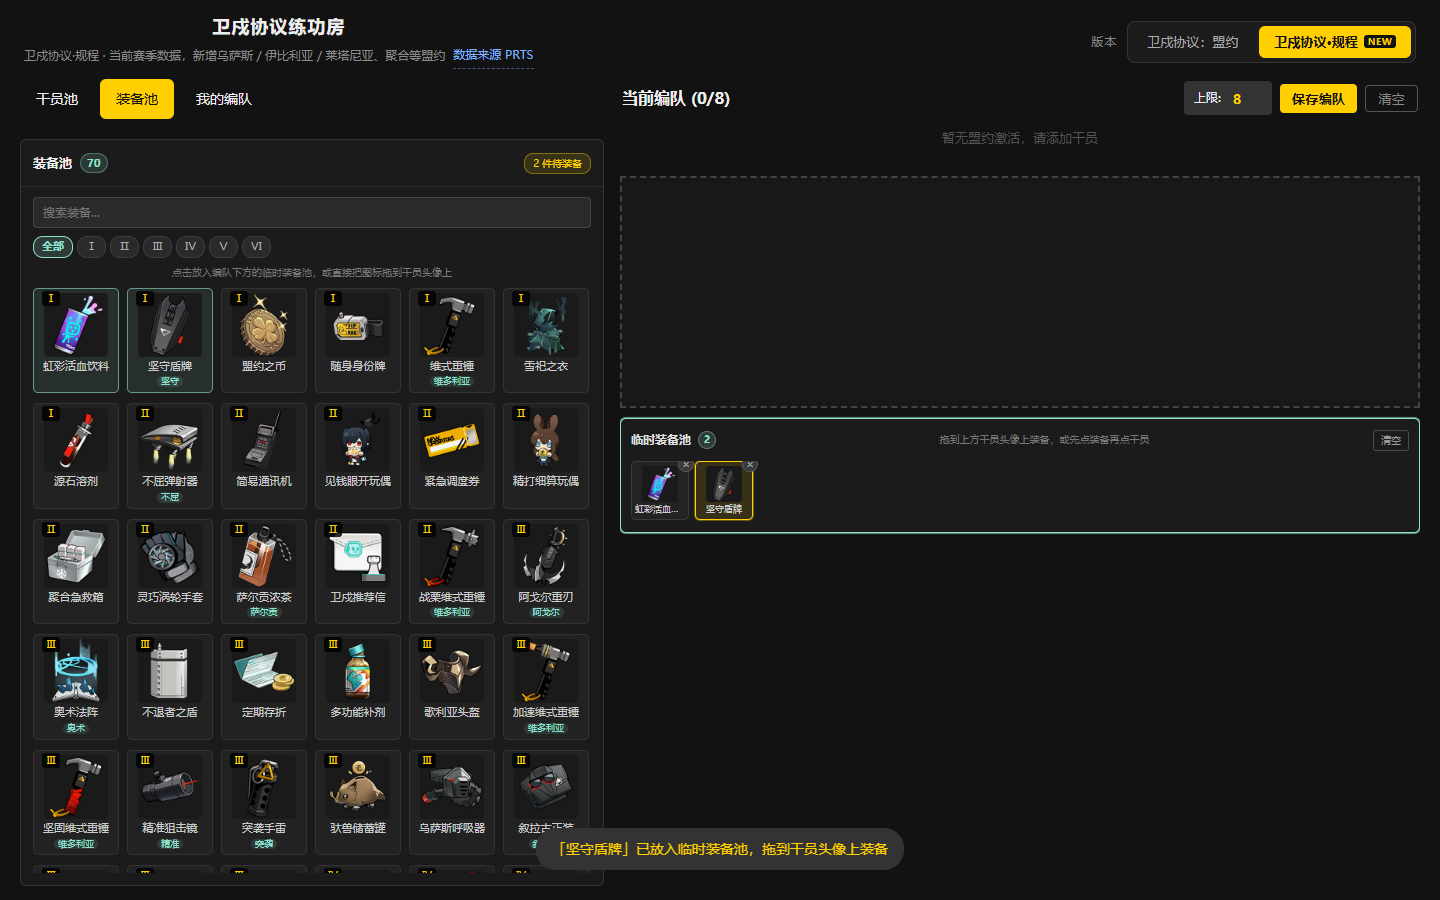 卫戍协议练功房
卫戍协议·规程 · 当前赛季数据，新增乌萨斯 / 伊比利亚 / 莱塔尼亚、聚合等盟约 数据来源 PRTS
版本
卫戍协议：盟约
卫戍协议·规程 NEW
干员池
装备池
我的编队
当前编队 (0/8)
上限: 8
保存编队
清空
暂无盟约激活，请添加干员
装备池 70
2 件待装备
搜索装备...
全部 I II III IV V VI
点击放入编队下方的临时装备池，或直接把图标拖到干员头像上
I
虹彩活血饮料
I
坚守盾牌
坚守
I
盟约之币
I
随身身份牌
I
维式重锤
维多利亚
I
雪祀之衣
I
源石溶剂
II
不屈弹射器
不屈
II
简易通讯机
II
见钱眼开玩偶
II
紧急调度券
II
精打细算玩偶
II
聚合急救箱
II
灵巧涡轮手套
II
萨尔贡浓茶
萨尔贡
II
卫戍推荐信
II
战栗维式重锤
维多利亚
III
阿戈尔重刃
阿戈尔
III
奥术法阵
奥术
III
不退者之盾
III
定期存折
III
多功能补剂
III
歌利亚头盔
III
加速维式重锤
维多利亚
III
坚固维式重锤
维多利亚
III
精准狙击镜
精准
III
突袭手雷
突袭
III
驮兽储蓄罐
III
乌萨斯呼吸器
III
叙拉古正装
临时装备池 2
拖到上方干员头像上装备，或先点装备再点干员
清空
虹彩活血...
坚守盾牌
「坚守盾牌」已放入临时装备池，拖到干员头像上装备